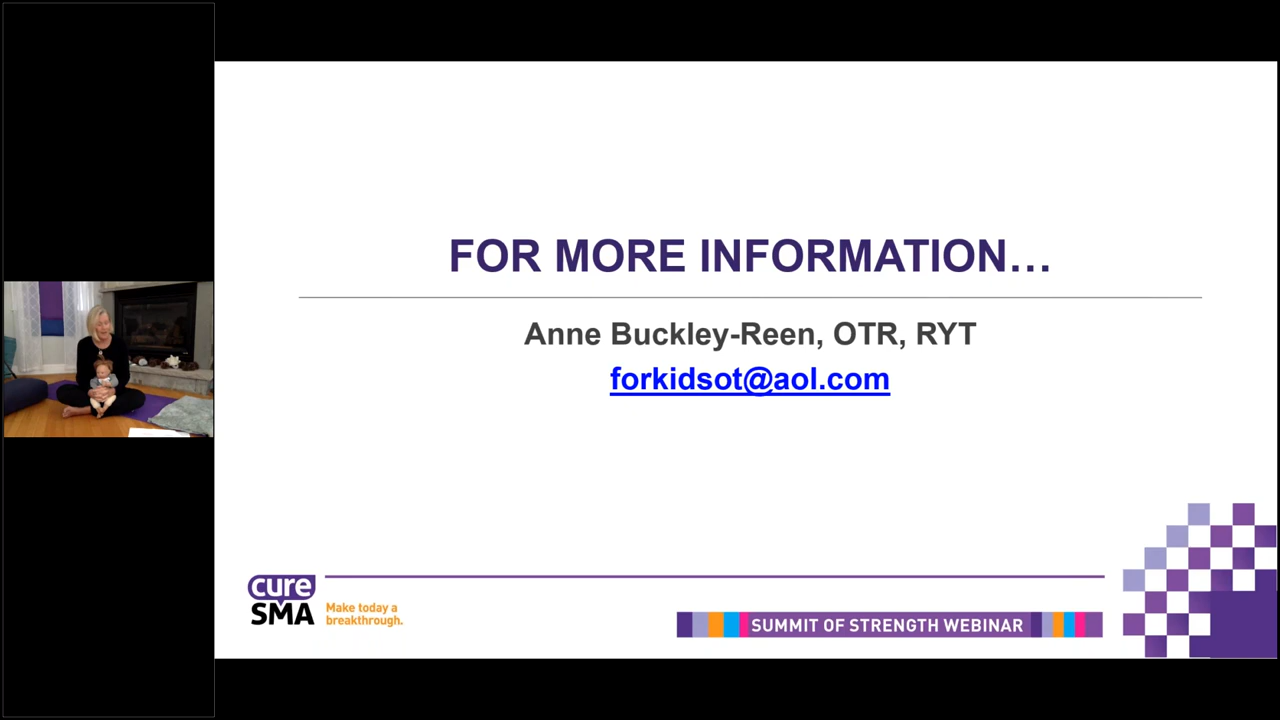 FOR MORE INFORMATION…
Anne Buckley-Reen, OTR, RYT
forkidsot@aol.com
cure
SMA
Make today a
breakthrough.
SUMMIT OF STRENGTH WEBINAR